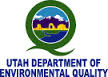 UTAH DEPARTMENT OF
ENVIRONMENTAL QUALITY